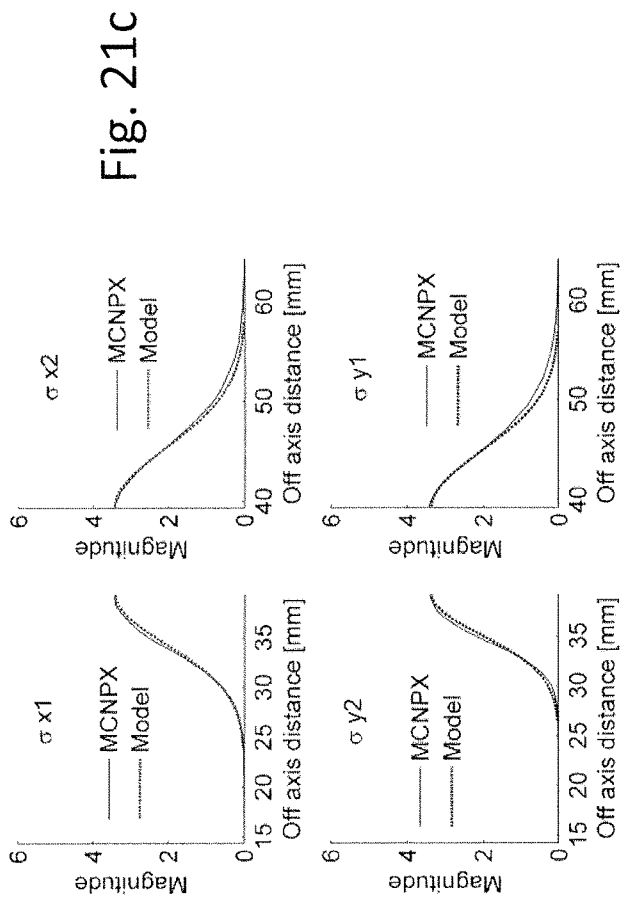 Fig. 21c
σ x1
MCNPX
Model
Magnitude
6
4
2
0
15
20
25
30
35
Off axis distance [mm]
σ x2
MCNPX
Model
Magnitude
6
4
2
0
40
50
60
Off axis distance [mm]
σ y2
MCNPX
Model
Magnitude
6
4
2
0
15
20
25
30
35
Off axis distance [mm]
σ y1
MCNPX
Model
Magnitude
6
4
2
0
40
50
60
Off axis distance [mm]